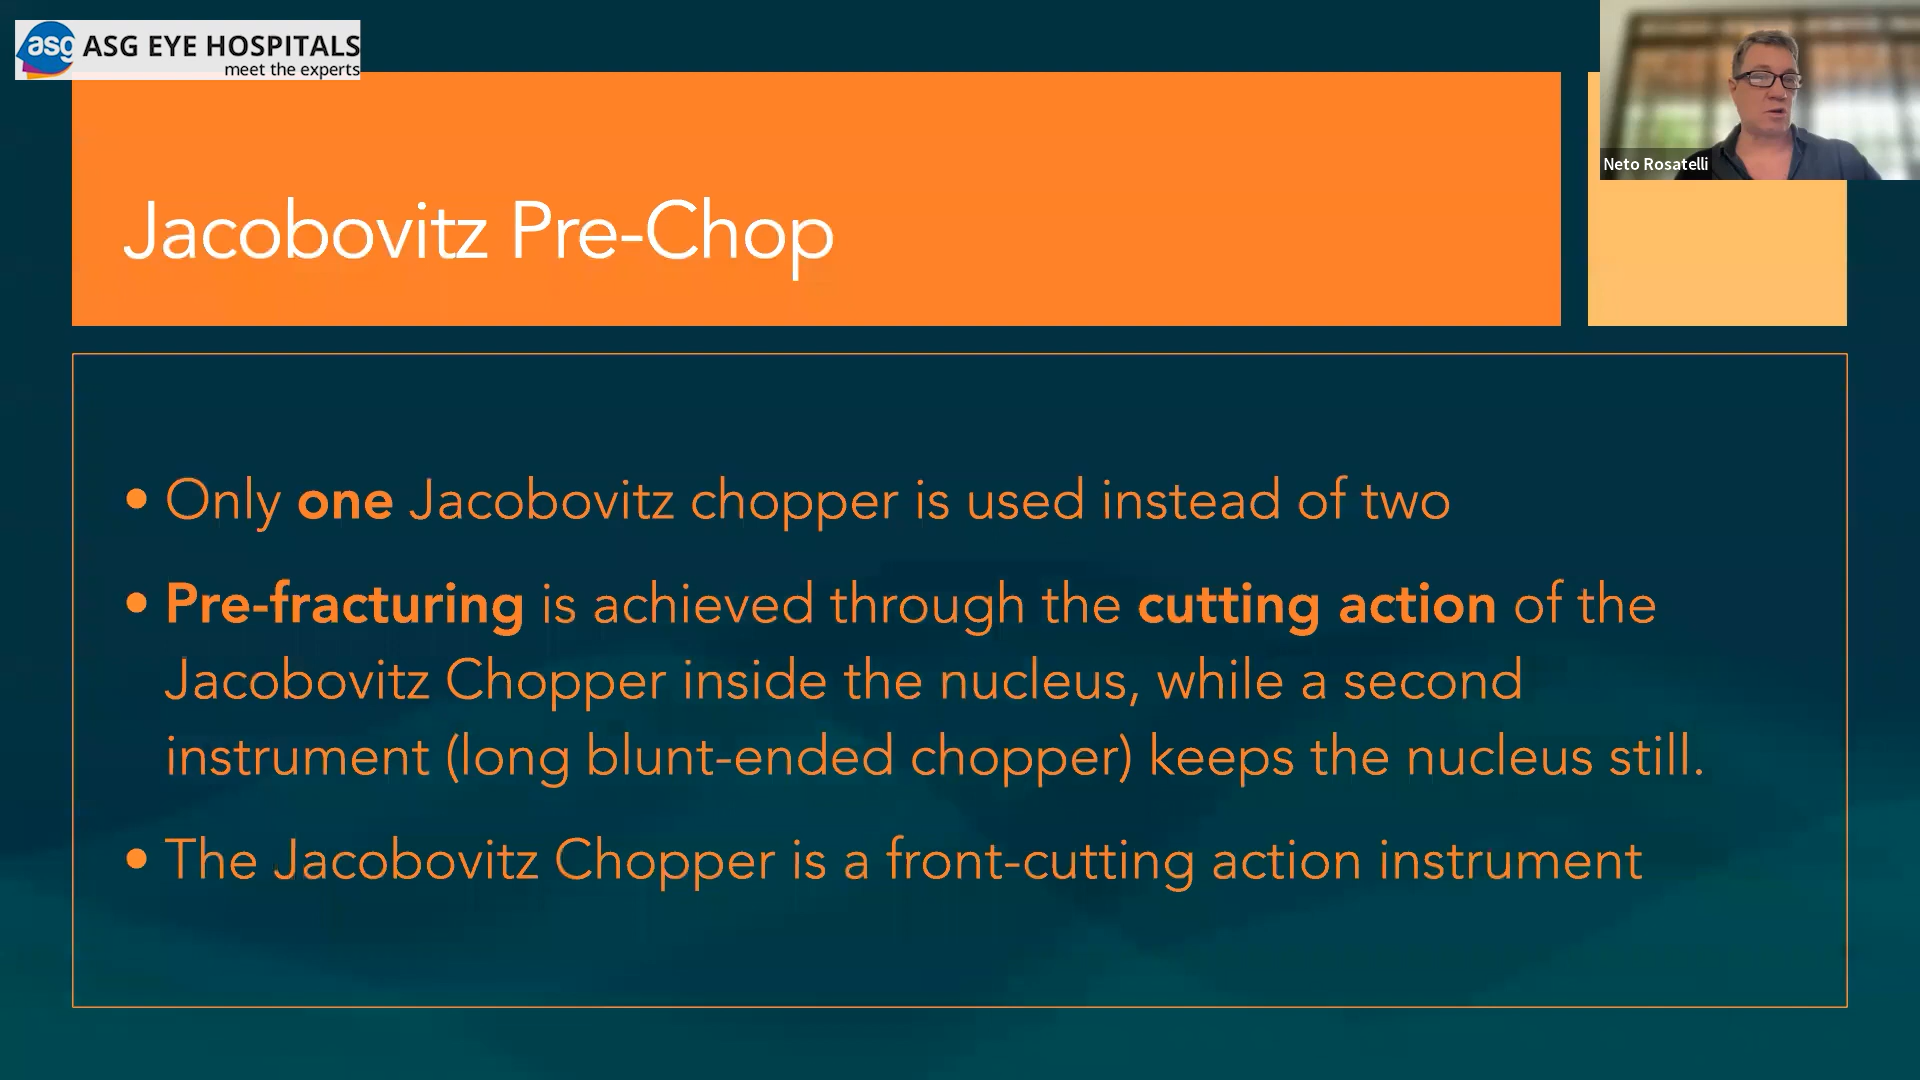 asg ASG EYE HOSPITALS
meet the experts
Neto Rosatelli
Jacobovitz Pre-Chop
• Only one Jacobovitz chopper is used instead of two
• Pre-fracturing is achieved through the cutting action of the
Jacobovitz Chopper inside the nucleus, while a second
instrument (long blunt-ended chopper) keeps the nucleus still.
• The Jacobovitz Chopper is a front-cutting action instrument